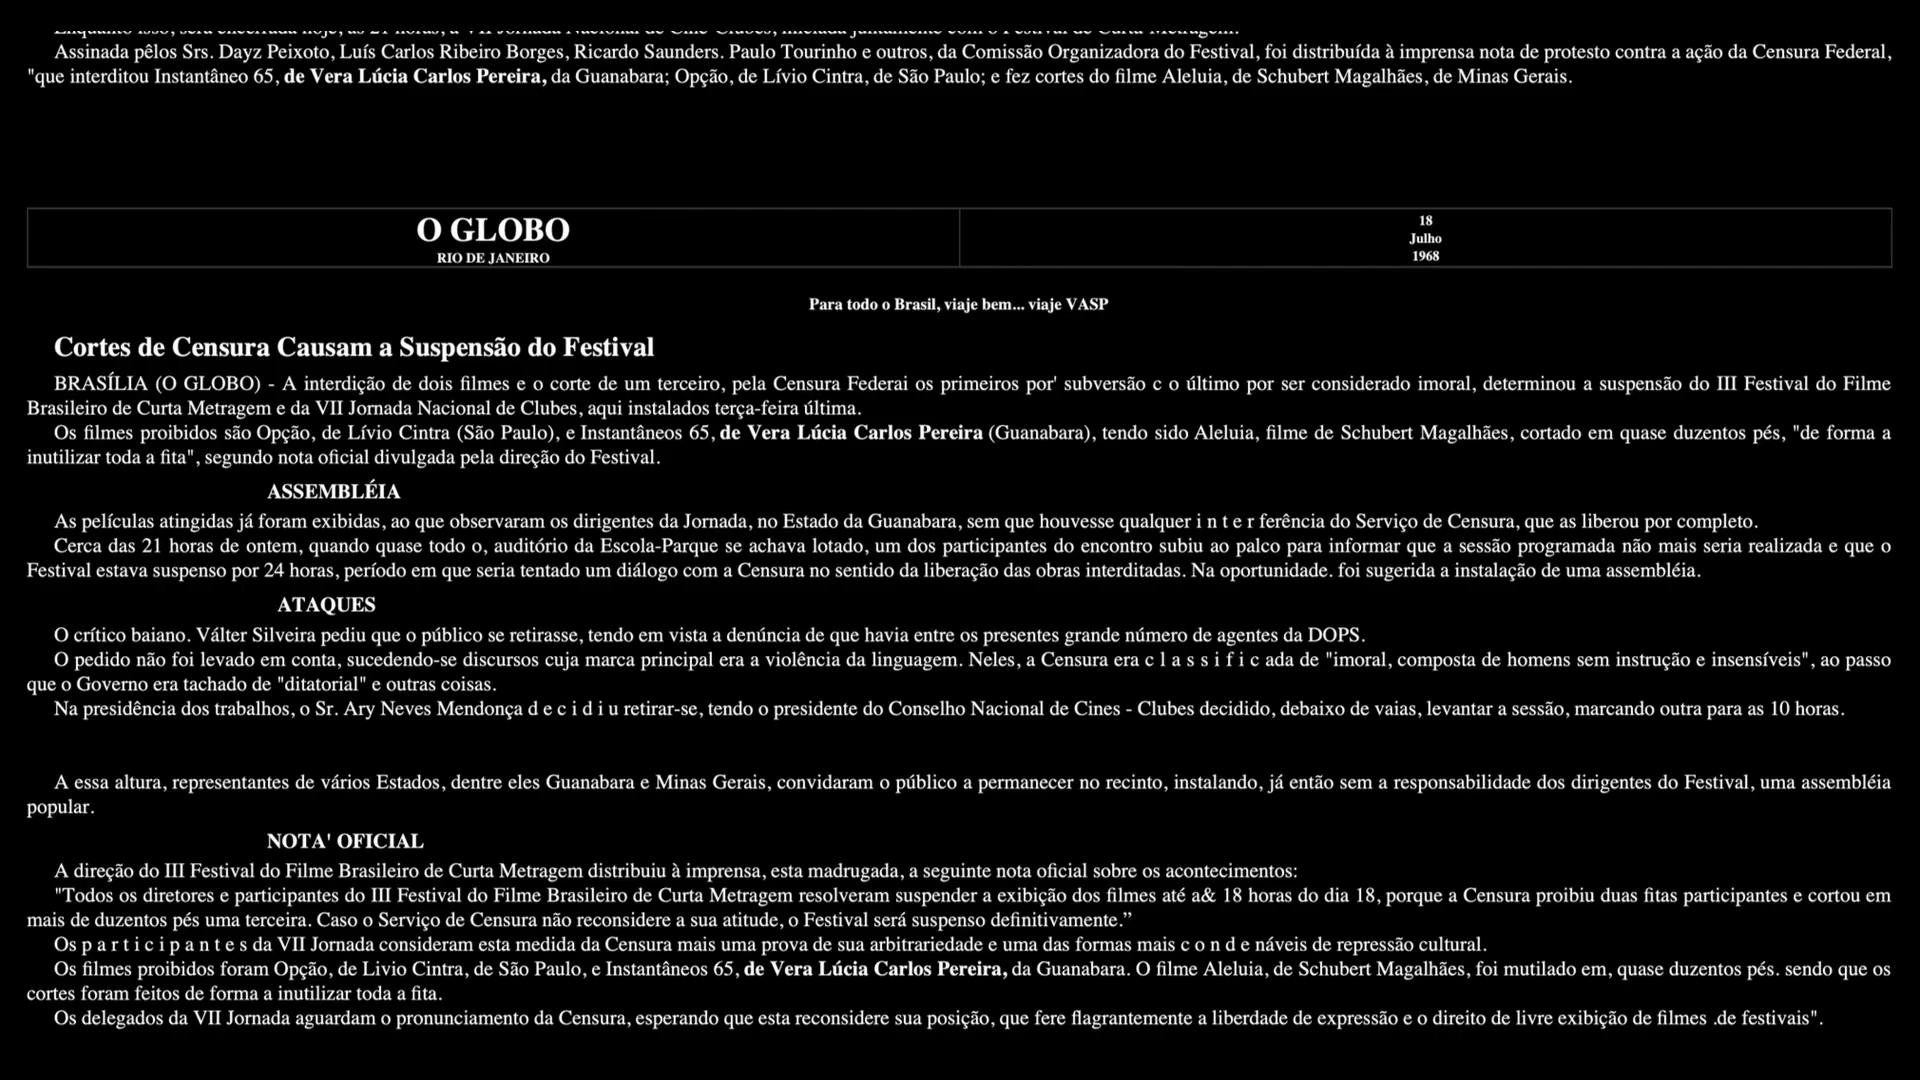 Enquanto isso, será encerrada hoje, às 21 horas, a VII Jornada Nacional de Cine-Clubes, iniciada juntamente com o Festival de Curta-Metragem.
Assinada pêlos Srs. Dayz Peixoto, Luís Carlos Ribeiro Borges, Ricardo Saunders. Paulo Tourinho e outros, da Comissão Organizadora do Festival, foi distribuída à imprensa nota de protesto contra a ação da Censura Federal,
"que interditou Instantâneo 65, de Vera Lúcia Carlos Pereira, da Guanabara; Opção, de Lívio Cintra, de São Paulo; e fez cortes do filme Aleluia, de Schubert Magalhães, de Minas Gerais.
O GLOBO
RIO DE JANEIRO
18
Julho
1968
Para todo o Brasil, viaje bem... viaje VASP
Cortes de Censura Causam a Suspensão do Festival
BRASÍLIA (O GLOBO) - A interdição de dois filmes e o corte de um terceiro, pela Censura Federai os primeiros por' subversão c o último por ser considerado imoral, determinou a suspensão do III Festival do Filme
Brasileiro de Curta Metragem e da VII Jornada Nacional de Clubes, aqui instalados terça-feira última.
Os filmes proibidos são Opção, de Lívio Cintra (São Paulo), e Instantâneos 65, de Vera Lúcia Carlos Pereira (Guanabara), tendo sido Aleluia, filme de Schubert Magalhães, cortado em quase duzentos pés, "de forma a
inutilizar toda a fita", segundo nota oficial divulgada pela direção do Festival.
ASSEMBLÉIA
As películas atingidas já foram exibidas, ao que observaram os dirigentes da Jornada, no Estado da Guanabara, sem que houvesse qualquer i n t e r ferência do Serviço de Censura, que as liberou por completo.
Cerca das 21 horas de ontem, quando quase todo o, auditório da Escola-Parque se achava lotado, um dos participantes do encontro subiu ao palco para informar que a sessão programada não mais seria realizada e que o
Festival estava suspenso por 24 horas, período em que seria tentado um diálogo com a Censura no sentido da liberação das obras interditadas. Na oportunidade. foi sugerida a instalação de uma assembléia.
ATAQUES
O crítico baiano. Válter Silveira pediu que o público se retirasse, tendo em vista a denúncia de que havia entre os presentes grande número de agentes da DOPS.
O pedido não foi levado em conta, sucedendo-se discursos cuja marca principal era a violência da linguagem. Neles, a Censura era c l a s s i f i c ada de "imoral, composta de homens sem instrução e insensíveis", ao passo
que o Governo era tachado de "ditatorial" e outras coisas.
Na presidência dos trabalhos, o Sr. Ary Neves Mendonça d e c i d i u retirar-se, tendo o presidente do Conselho Nacional de Cines - Clubes decidido, debaixo de vaias, levantar a sessão, marcando outra para as 10 horas.
A essa altura, representantes de vários Estados, dentre eles Guanabara e Minas Gerais, convidaram o público a permanecer no recinto, instalando, já então sem a responsabilidade dos dirigentes do Festival, uma assembléia
popular.
NOTA' OFICIAL
A direção do III Festival do Filme Brasileiro de Curta Metragem distribuiu à imprensa, esta madrugada, a seguinte nota oficial sobre os acontecimentos:
"Todos os diretores e participantes do III Festival do Filme Brasileiro de Curta Metragem resolveram suspender a exibição dos filmes até a& 18 horas do dia 18, porque a Censura proibiu duas fitas participantes e cortou em
mais de duzentos pés uma terceira. Caso o Serviço de Censura não reconsidere a sua atitude, o Festival será suspenso definitivamente.”
Os p a r t i c i p a n t e s da VII Jornada consideram esta medida da Censura mais uma prova de sua arbitrariedade e uma das formas mais c o n d e náveis de repressão cultural.
Os filmes proibidos foram Opção, de Livio Cintra, de São Paulo, e Instantâneos 65, de Vera Lúcia Carlos Pereira, da Guanabara. O filme Aleluia, de Schubert Magalhães, foi mutilado em, quase duzentos pés. sendo que os
cortes foram feitos de forma a inutilizar toda a fita.
Os delegados da VII Jornada aguardam o pronunciamento da Censura, esperando que esta reconsidere sua posição, que fere flagrantemente a liberdade de expressão e o direito de livre exibição de filmes .de festivais".